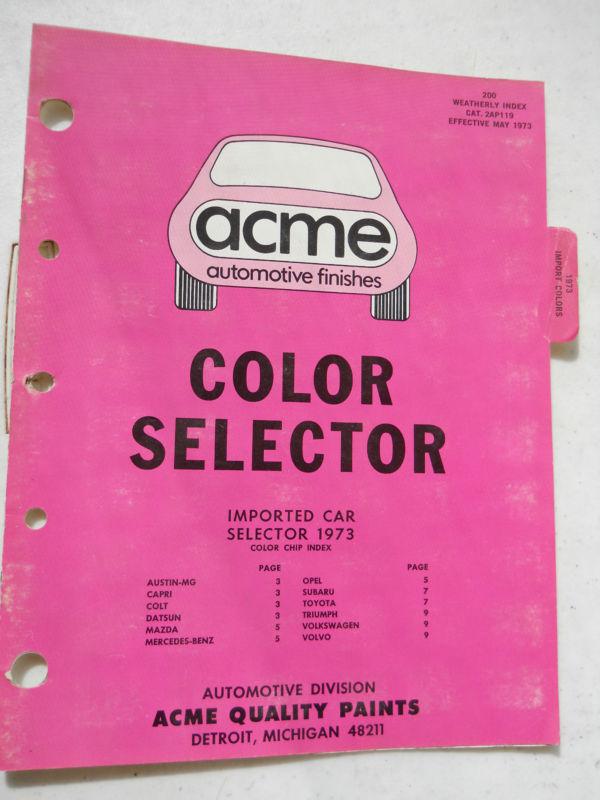 200
WEATHERLY INDEX
CAT. 2AP119
EFFECTIVE MAY 1973
acme
automotive finishes
1973
IMPORT COLORS
COLOR
SELECTOR
IMPORTED CAR
SELECTOR 1973
COLOR CHIP INDEX
PAGE PAGE
AUSTIN-MG 3 OPEL 5
CAPRI 3 SUBARU 7
COLT 3 TOYOTA 7
DATSUN 3 TRIUMPH 9
MAZDA 5 VOLKSWAGEN 9
MERCEDES-BENZ 5 VOLVO 9
AUTOMOTIVE DIVISION
ACME QUALITY PAINTS
DETROIT, MICHIGAN 48211